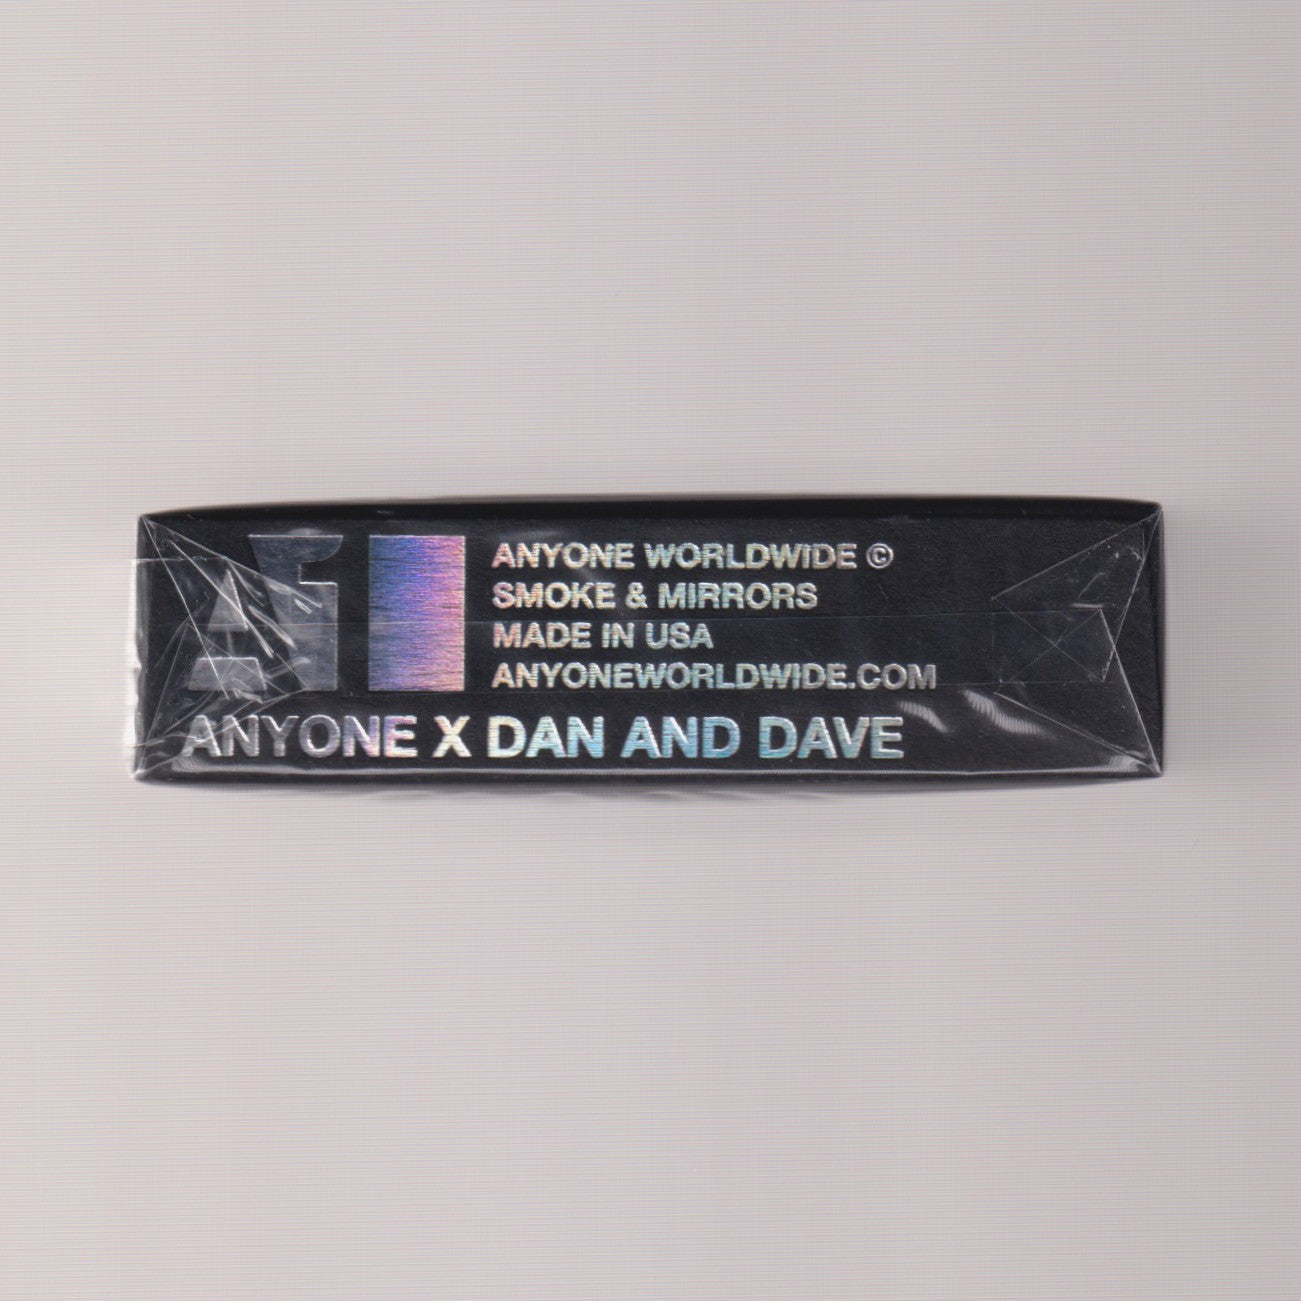 ANYONE WORLDWIDE ©
SMOKE & MIRRORS
MADE IN USA
ANYONEWORLDWIDE.COM
ANYONE X DAN AND DAVE